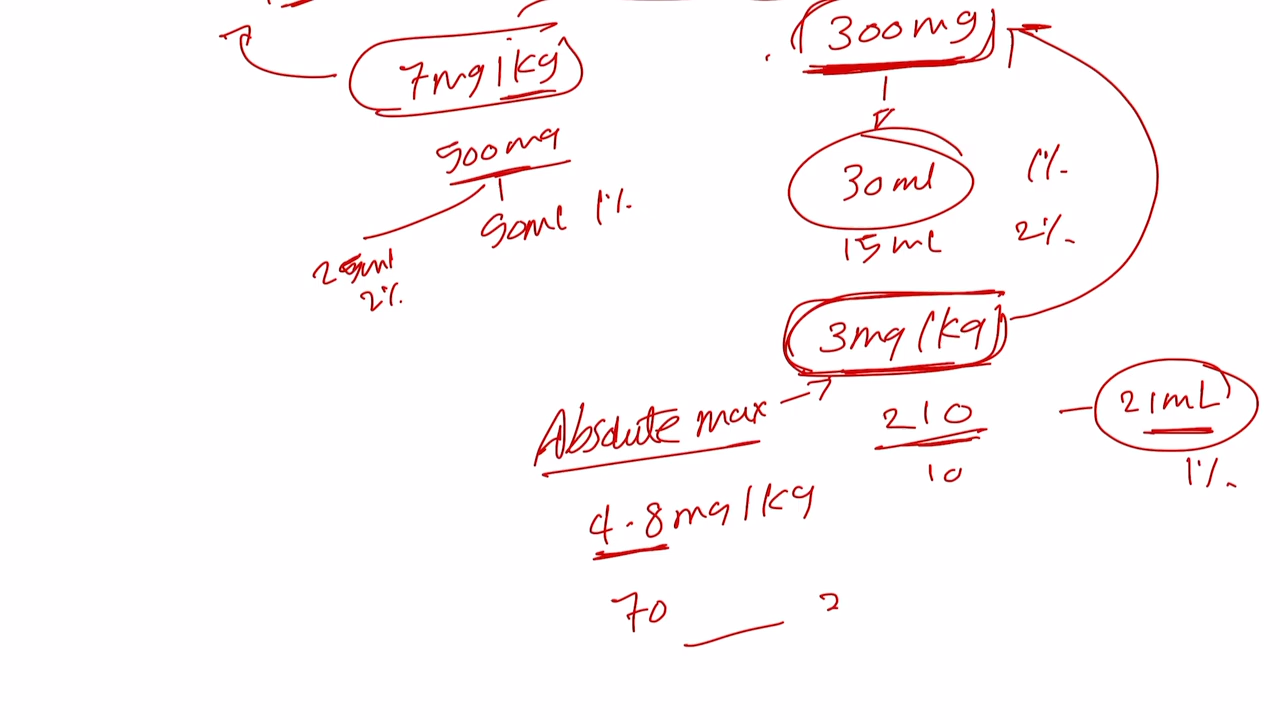 300mg
7mg/kg
500mg
30ml 1%
50ml 1%
15ml 2%
25ml
2%
3mg/kg
Absolute max
210
21mL
10
1%
4.8mg/kg
70